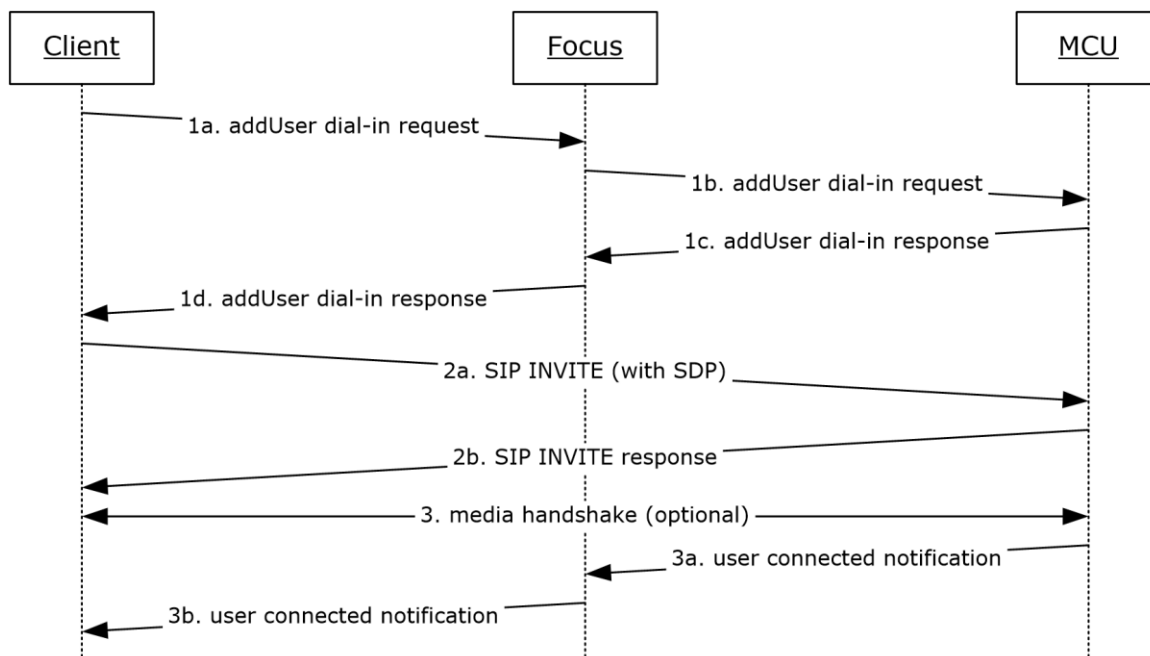 Client
Focus
MCU
1a. addUser dial-in request
1b. addUser dial-in request
1c. addUser dial-in response
1d. addUser dial-in response
2a. SIP INVITE (with SDP)
2b. SIP INVITE response
3. media handshake (optional)
3a. user connected notification
3b. user connected notification